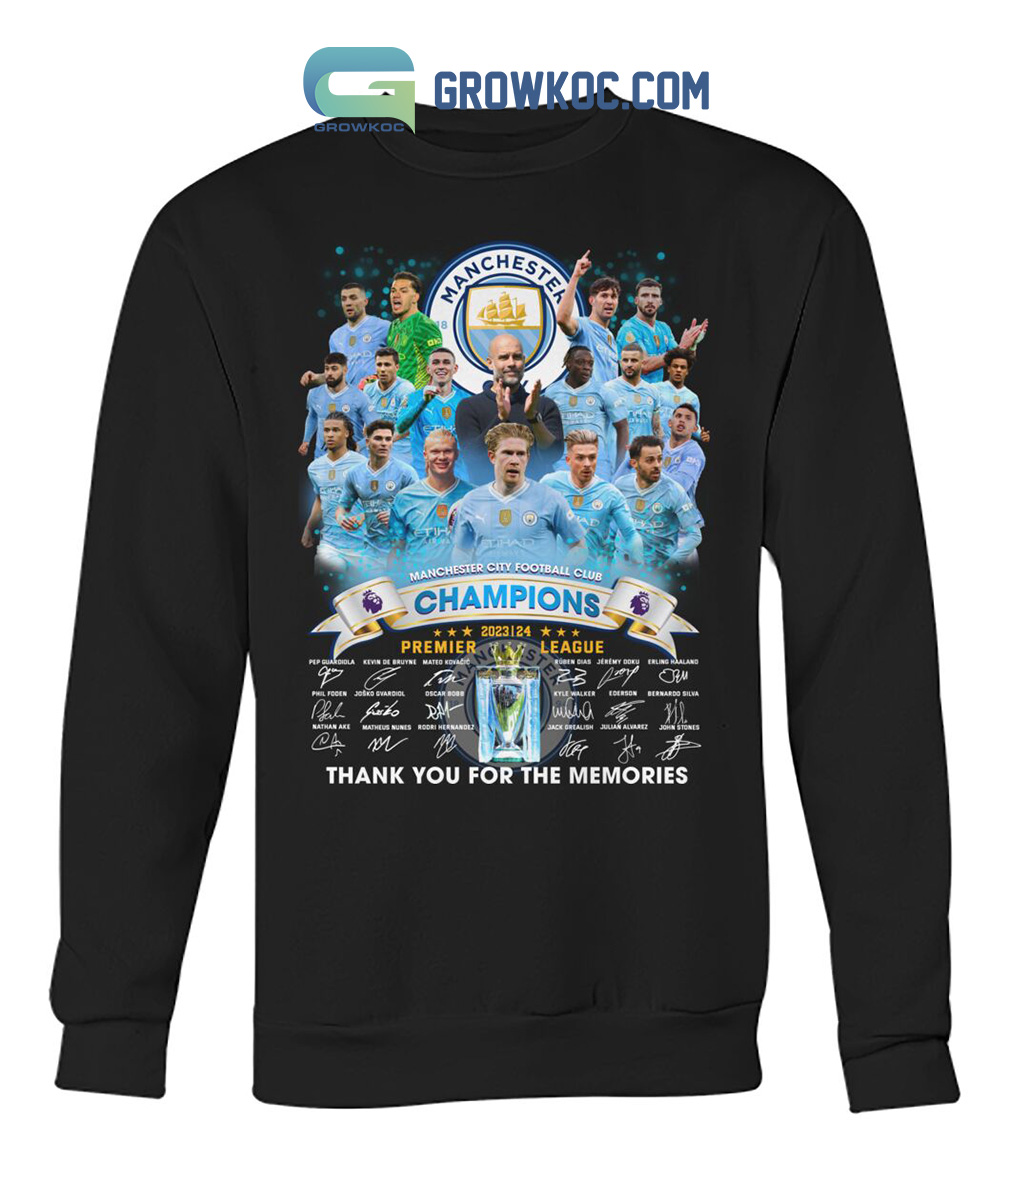 GROWKOC.COM
GROWKOC
MANCHESTER
18
MANCHESTER CITY FOOTBALL CLUB
CHAMPIONS
2023|24
PREMIER LEAGUE
PEP GUARDIOLA KEVIN DE BRUYNE MATEO KOVAČIĆ RÚBEN DIAS JÉRÉMY DOKU ERLING HAALAND
PHIL FODEN JOŠKO GVARDIOL OSCAR BOBB KYLE WALKER EDERSON BERNARDO SILVA
NATHAN AKE MATHEUS NUNES RODRI HERNANDEZ JACK GREALISH JULIAN ALVAREZ JOHN STONES
THANK YOU FOR THE MEMORIES